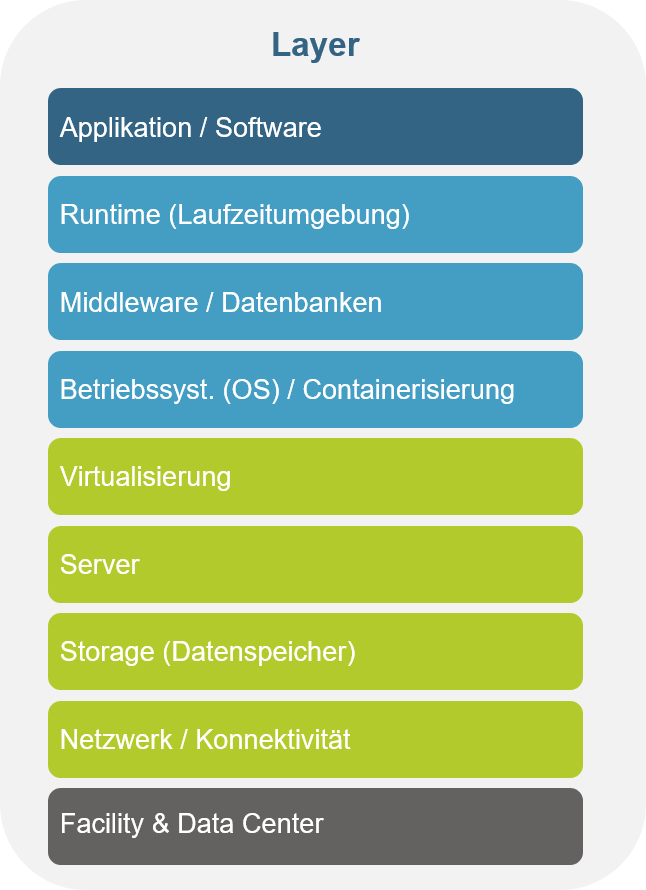 Layer
Applikation / Software
Runtime (Laufzeitumgebung)
Middleware / Datenbanken
Betriebssyst. (OS) / Containerisierung
Virtualisierung
Server
Storage (Datenspeicher)
Netzwerk / Konnektivität
Facility & Data Center